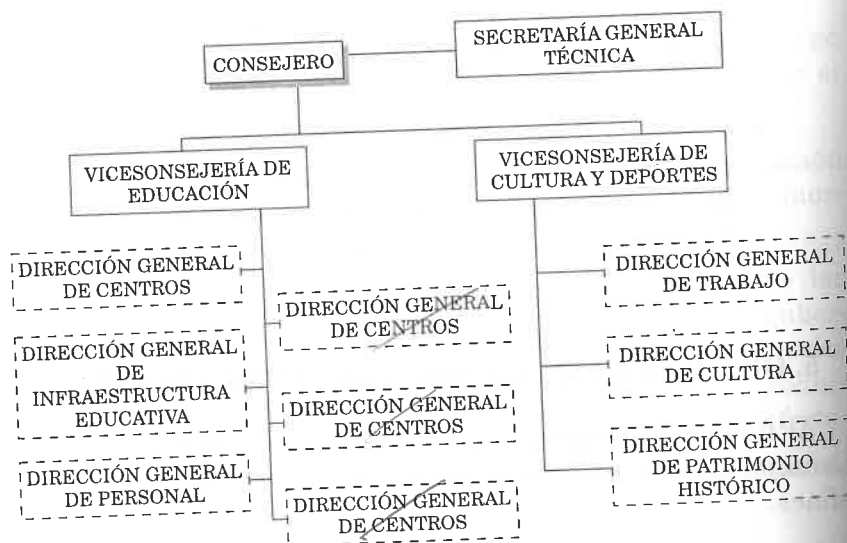 CONSEJERO
SECRETARÍA GENERAL
TÉCNICA
VICESONSEJERÍA DE
EDUCACIÓN
VICESONSEJERÍA DE
CULTURA Y DEPORTES
DIRECCIÓN GENERAL
DE CENTROS
DIRECCIÓN GENERAL
DE
INFRAESTRUCTURA
EDUCATIVA
DIRECCIÓN GENERAL
DE PERSONAL
DIRECCIÓN GENERAL
DE CENTROS
DIRECCIÓN GENERAL
DE CENTROS
DIRECCIÓN GENERAL
DE CENTROS
DIRECCIÓN GENERAL
DE TRABAJO
DIRECCIÓN GENERAL
DE CULTURA
DIRECCIÓN GENERAL
DE PATRIMONIO
HISTÓRICO